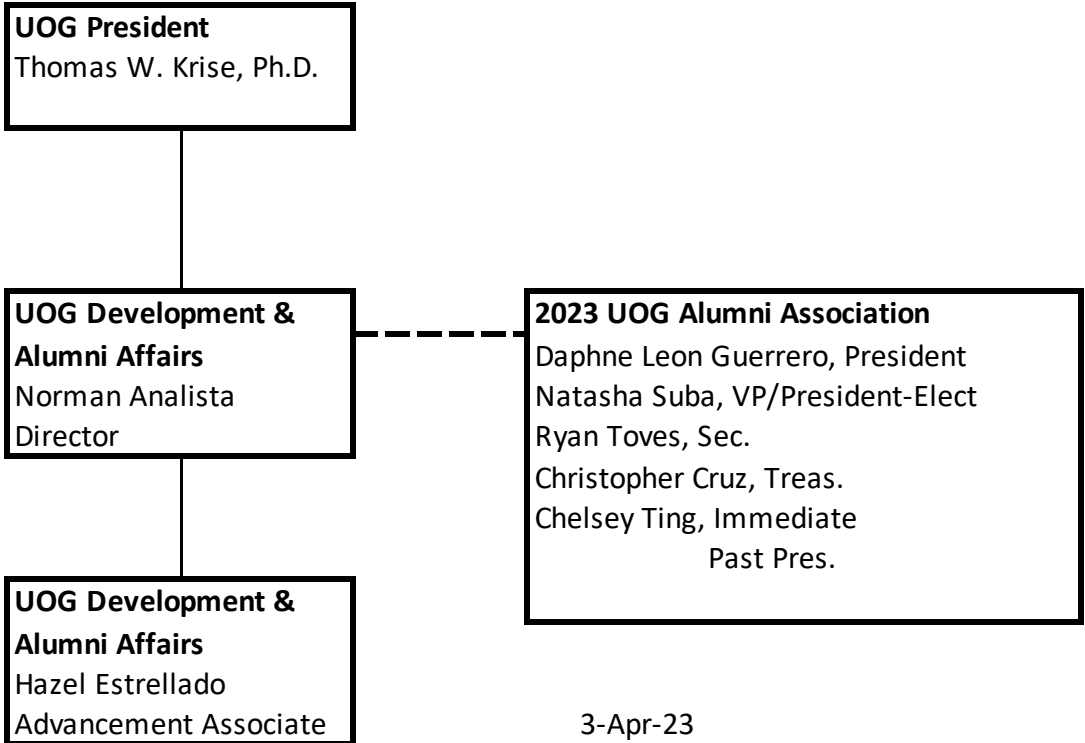 UOG President
Thomas W. Krise, Ph.D.
UOG Development &
Alumni Affairs
Norman Analista
Director
2023 UOG Alumni Association
Daphne Leon Guerrero, President
Natasha Suba, VP/President-Elect
Ryan Toves, Sec.
Christopher Cruz, Treas.
Chelsey Ting, Immediate
Past Pres.
UOG Development &
Alumni Affairs
Hazel Estrellado
Advancement Associate
3-Apr-23